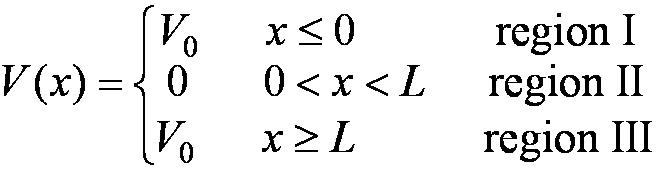 V₀ x ≤ 0 region I
V(x) = { 0 0 < x < L region II
V₀ x ≥ L region III